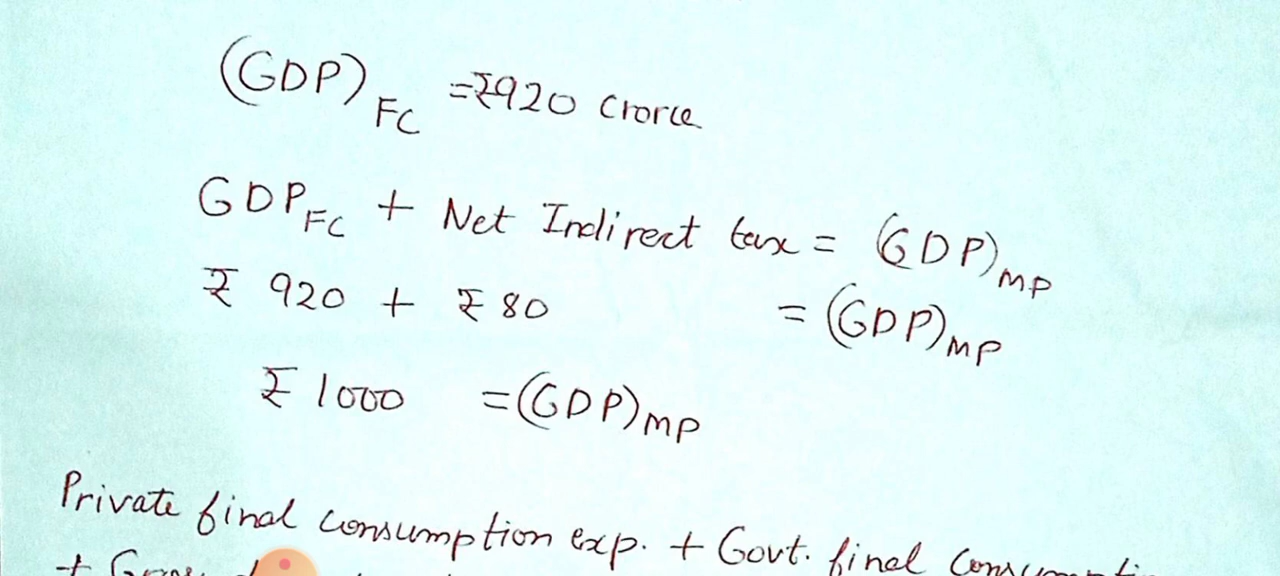 (GDP)FC = ₹920 Crore
GDPFC + Net Indirect tax = (GDP)MP
₹ 920 + ₹ 80 = (GDP)MP
₹ 1000 = (GDP)MP
Private final consumption exp. + Govt. final
+